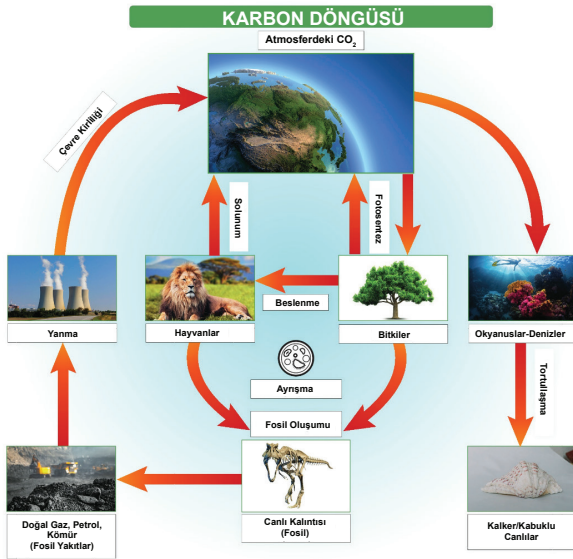 KARBON DÖNGÜSÜ
Atmosferdeki CO₂
Çevre Kirliliği
Solunum
Fotosentez
Beslenme
Yanma
Hayvanlar
Bitkiler
Okyanuslar-Denizler
Ayrışma
Tortullaşma
Fosil Oluşumu
Doğal Gaz, Petrol,
Kömür
(Fosil Yakıtlar)
Canlı Kalıntısı
(Fosil)
Kalker/Kabuklu
Canlılar